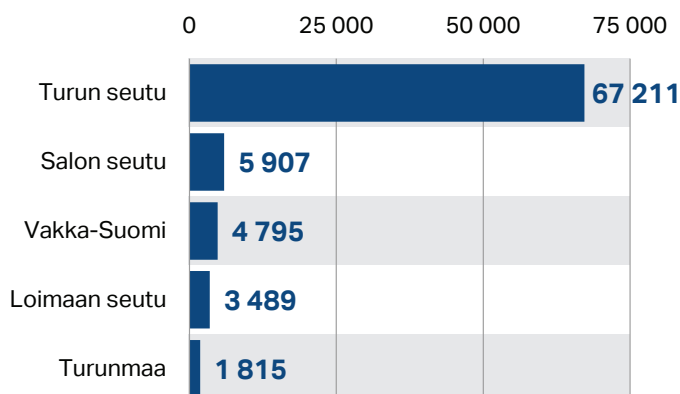 0 25 000 50 000 75 000
Turun seutu 67 211
Salon seutu 5 907
Vakka-Suomi 4 795
Loimaan seutu 3 489
Turunmaa 1 815